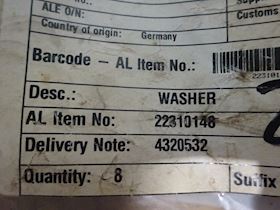 ALE O/N:
Country of origin: Germany
Customs
Barcode - AL Item No.:
Desc.: WASHER
AL Item No: 22310148
Delivery Note: 4320532
Quantity: 8 Suffix